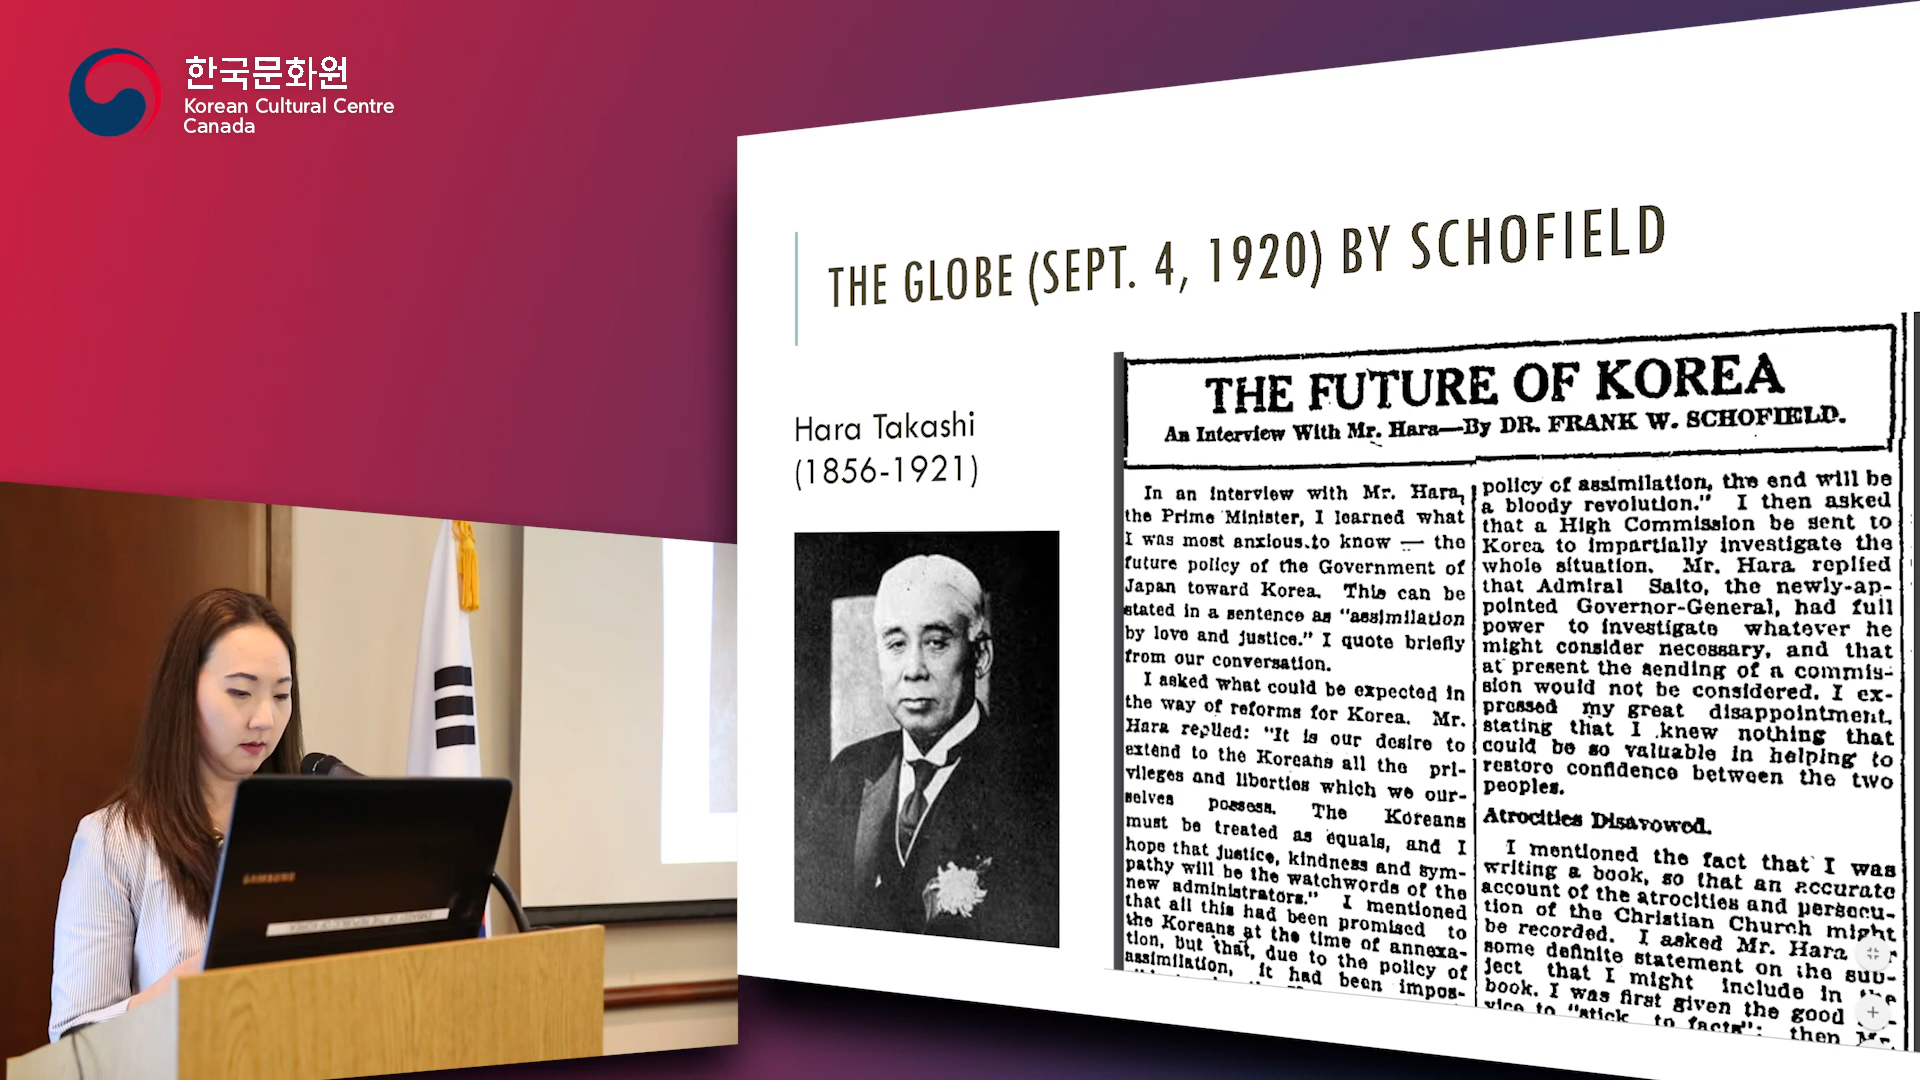 한국문화원
Korean Cultural Centre
Canada
THE GLOBE (SEPT. 4, 1920) BY SCHOFIELD
Hara Takashi
(1856-1921)
THE FUTURE OF KOREA
An Interview With Mr. Hara—By DR. FRANK W. SCHOFIELD.
In an interview with Mr. Hara,
the Prime Minister, I learned what
I was most anxious to know — the
future policy of the Government of
Japan toward Korea. This can be
stated in a sentence as "assimilation
by love and justice." I quote briefly
from our conversation.
I asked what could be expected in
the way of reforms for Korea. Mr.
Hara replied: "It is our desire to
extend to the Koreans all the pri-
vileges and liberties which we our-
selves possess. The Koreans
must be treated as equals, and I
hope that justice, kindness and sym-
pathy will be the watchwords of the
new administrators." I mentioned
that all this had been promised to
the Koreans at the time of annexa-
tion, but that, due to the policy of
assimilation, it had been impos-
policy of assimilation, the end will be
a bloody revolution." I then asked
that a High Commission be sent to
Korea to impartially investigate the
whole situation. Mr. Hara replied
that Admiral Saito, the newly-ap-
pointed Governor-General, had full
power to investigate whatever he
might consider necessary, and that
at present the sending of a commis-
sion would not be considered. I ex-
pressed my great disappointment,
stating that I knew nothing that
could be so valuable in helping to
restore confidence between the two
peoples.
Atrocities Disavowed.
I mentioned the fact that I was
writing a book, so that an accurate
account of the atrocities and persecu-
tion of the Christian Church might
be recorded. I asked Mr. Hara
some definite statement on the sub-
ject that I might include in the
book. I was first given the good
vice to "stick to facts"; then Mr.
SAMSUNG